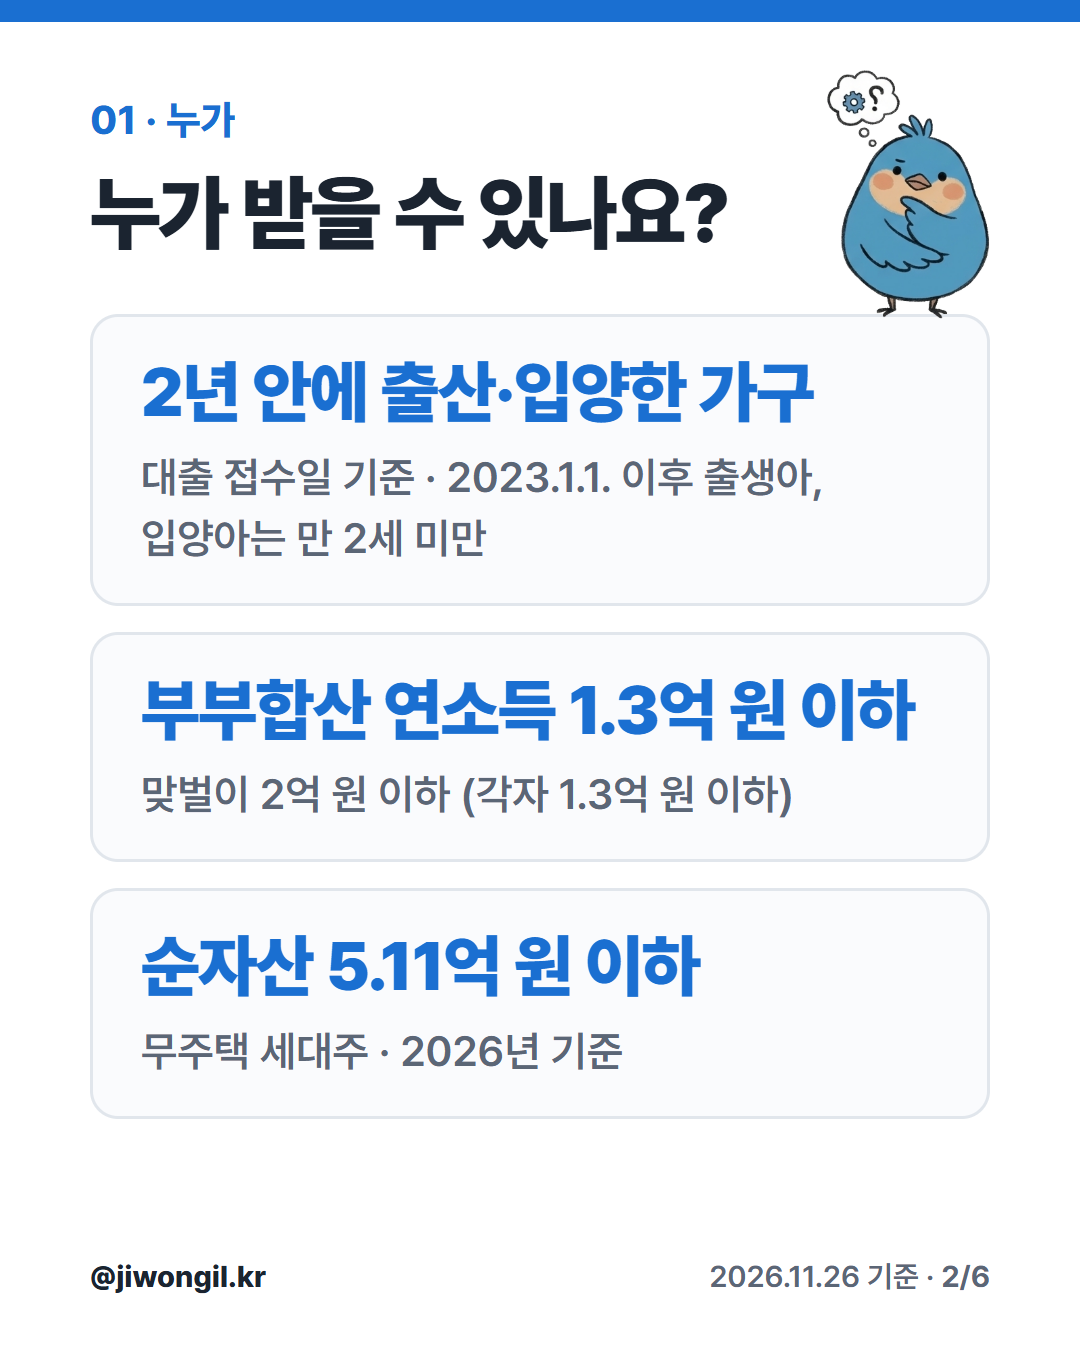 01 · 누가
누가 받을 수 있나요?
2년 안에 출산·입양한 가구
대출 접수일 기준 · 2023.1.1. 이후 출생아,
입양아는 만 2세 미만
부부합산 연소득 1.3억 원 이하
맞벌이 2억 원 이하 (각자 1.3억 원 이하)
순자산 5.11억 원 이하
무주택 세대주 · 2026년 기준
@jiwongil.kr
2026.11.26 기준 · 2/6